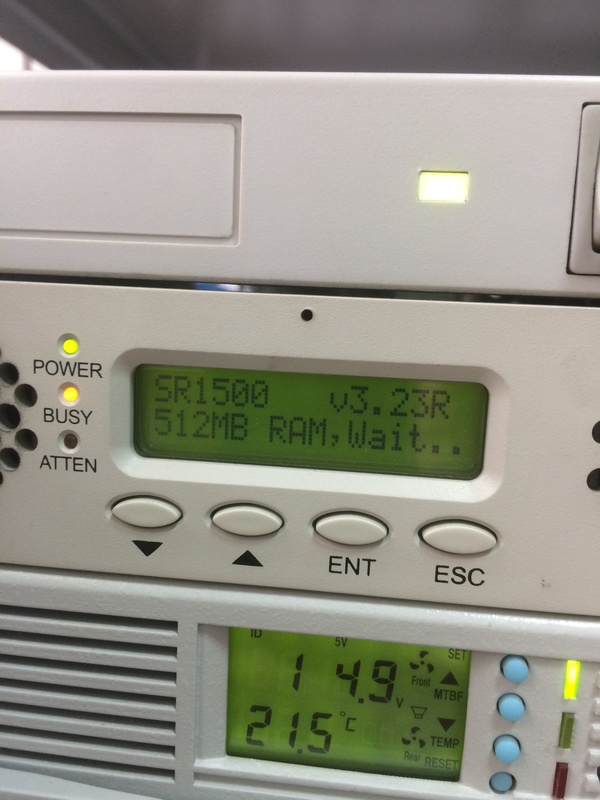 POWER
BUSY
ATTEN
SR1500 v3.23R
512MB RAM,Wait..
ENT
ESC
ID 5V SET
1 4.9 V Front MTBF
21.5 °C TEMP
Rear RESET